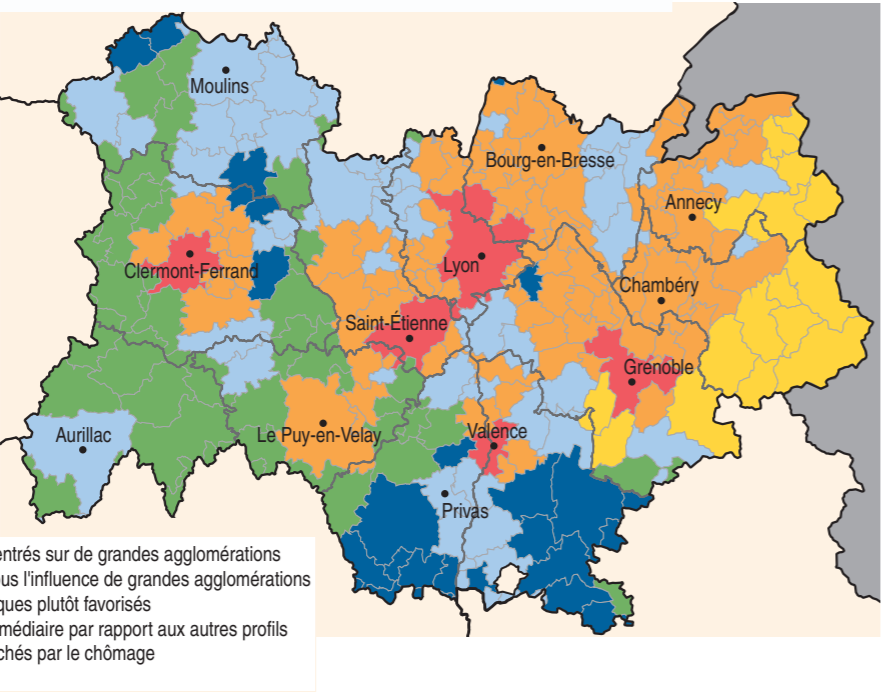 Moulins
Bourg-en-Bresse
Annecy
Clermont-Ferrand
Lyon
Chambéry
Saint-Étienne
Grenoble
Aurillac
Le Puy-en-Velay
Valence
Privas
entrés sur de grandes agglomérations
ous l'influence de grandes agglomérations
ques plutôt favorisés
médiaire par rapport aux autres profils
chés par le chômage